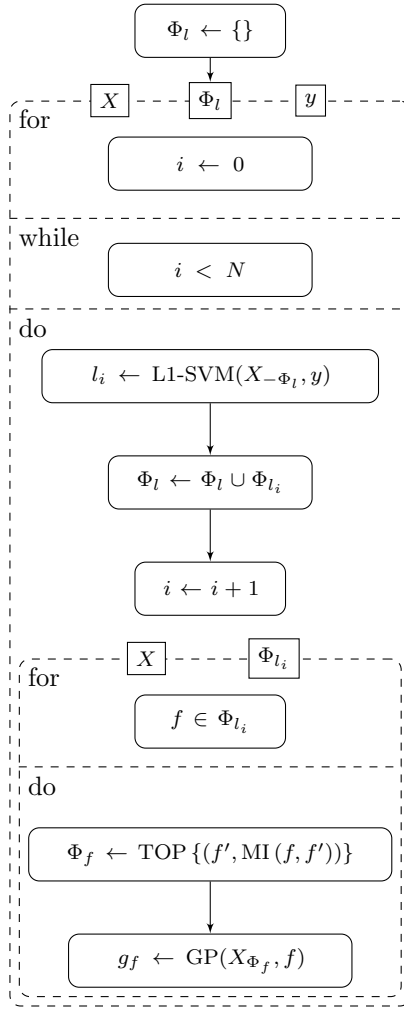 Φ_l ← {}
X Φ_l y
for
i ← 0
while
i < N
do
l_i ← L1-SVM(X_{−Φ_l}, y)
Φ_l ← Φ_l ∪ Φ_{l_i}
i ← i + 1
X Φ_{l_i}
for
f ∈ Φ_{l_i}
do
Φ_f ← TOP {(f′, MI (f, f′))}
g_f ← GP(X_{Φ_f}, f)